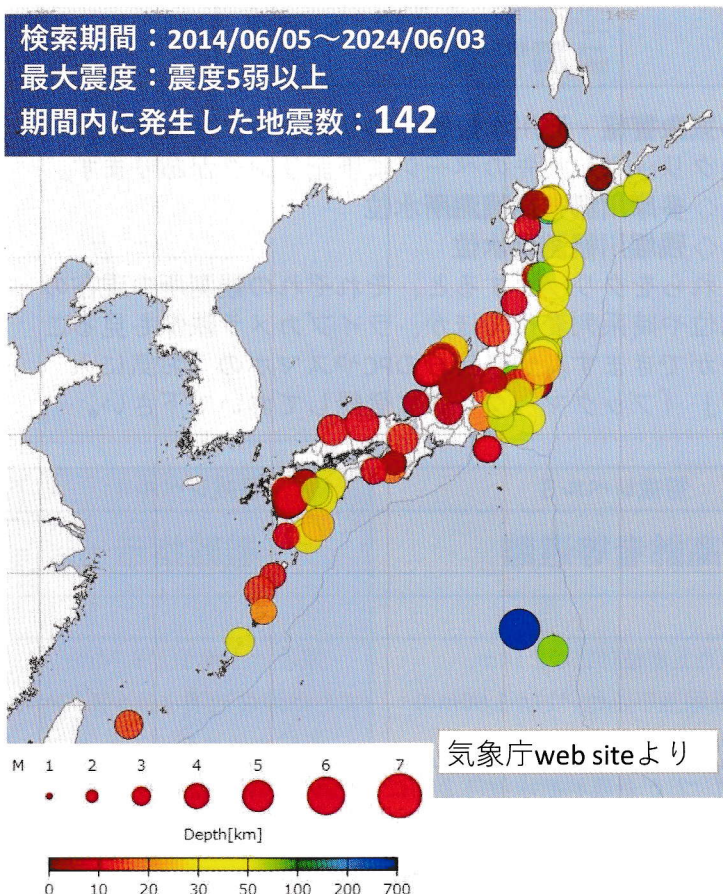 検索期間：2014/06/05～2024/06/03
最大震度：震度5弱以上
期間内に発生した地震数：142
145E
気象庁web siteより
M 1 2 3 4 5 6 7
Depth[km]
0 10 20 30 50 100 200 700